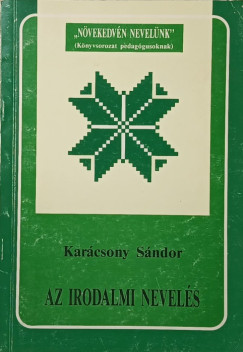 „NÖVEKEDVÉN NEVELÜNK”
(Könyvsorozat pedagógusoknak)
Karácsony Sándor
AZ IRODALMI NEVELÉS